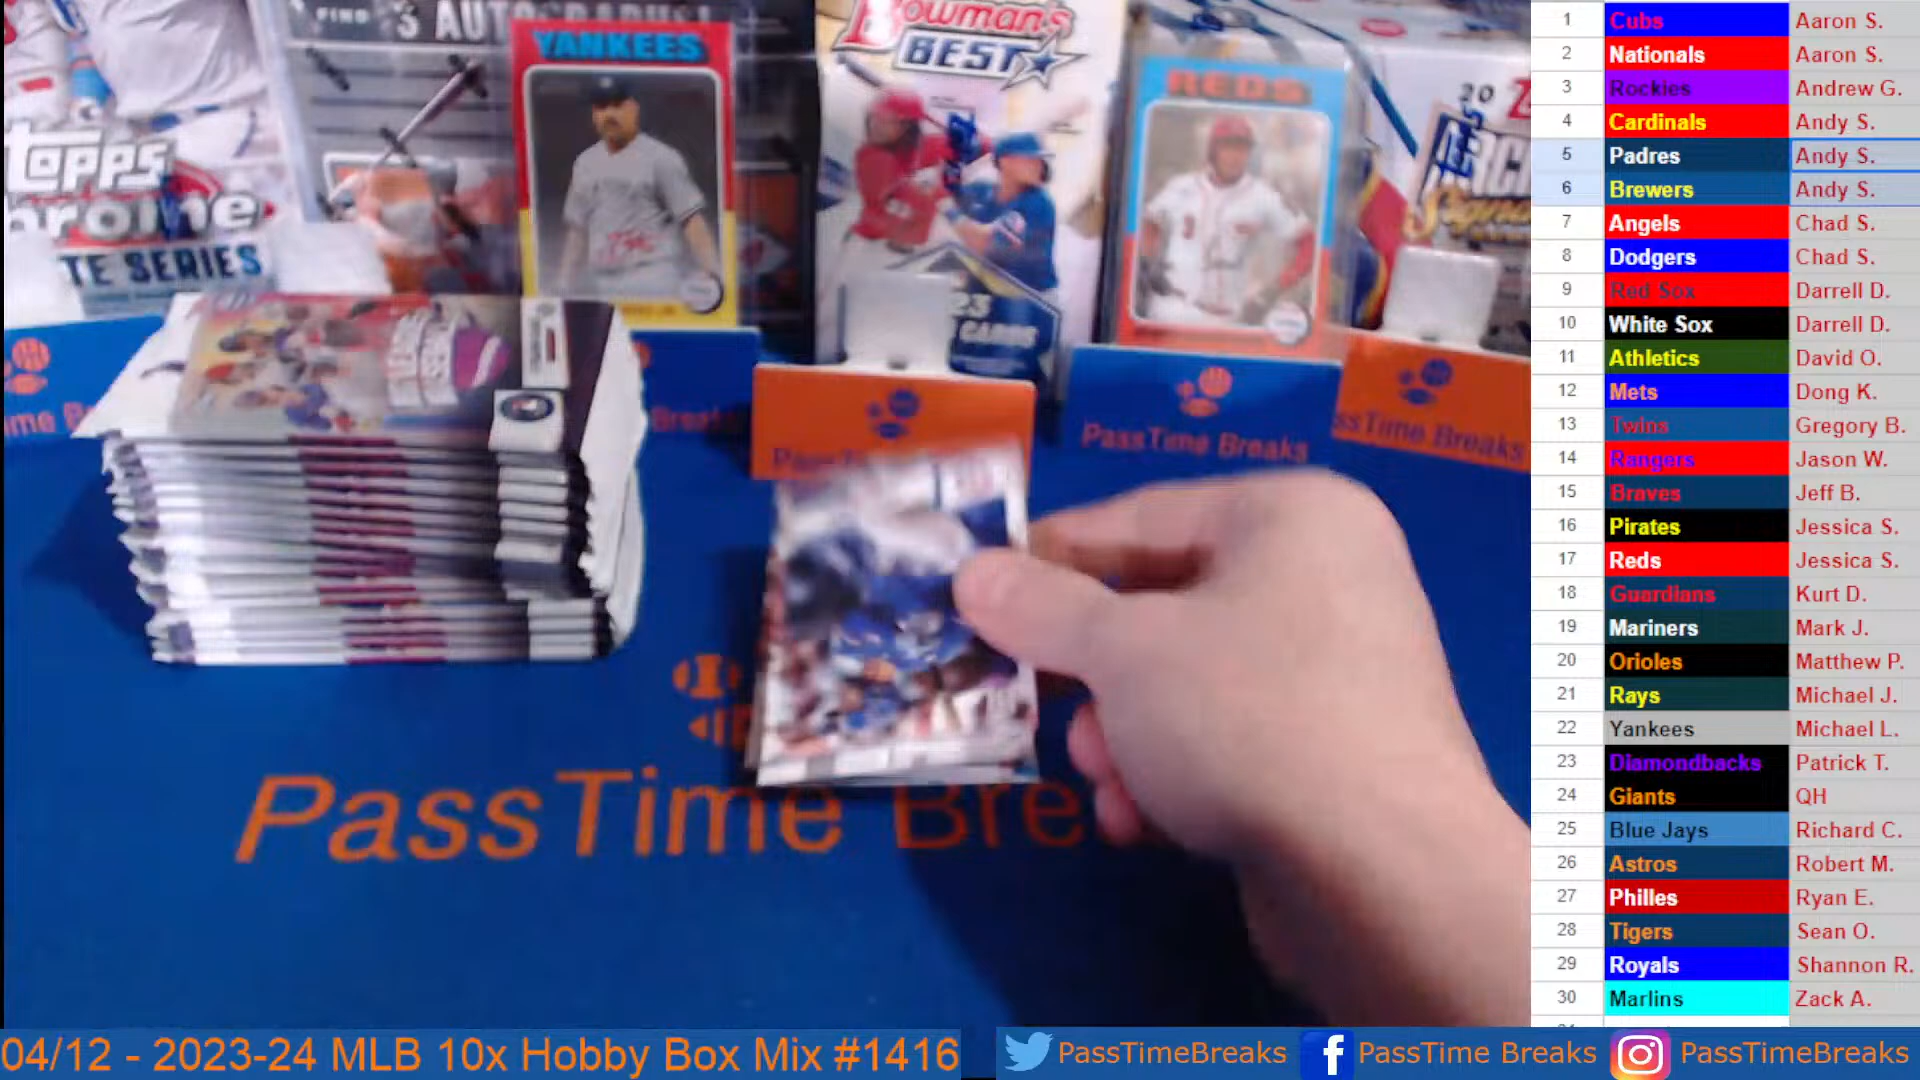 FIND 3 AUTOGRAPHS!
YANKEES
Bowman's
BEST
REDS
20
Topps
Chrome
TE SERIES
23
CARDS
PassTime Breaks
ssTime Breaks
PassTime Bre
1 Cubs Aaron S.
2 Nationals Aaron S.
3 Rockies Andrew G.
4 Cardinals Andy S.
5 Padres Andy S.
6 Brewers Andy S.
7 Angels Chad S.
8 Dodgers Chad S.
9 Red Sox Darrell D.
10 White Sox Darrell D.
11 Athletics David O.
12 Mets Dong K.
13 Twins Gregory B.
14 Rangers Jason W.
15 Braves Jeff B.
16 Pirates Jessica S.
17 Reds Jessica S.
18 Guardians Kurt D.
19 Mariners Mark J.
20 Orioles Matthew P.
21 Rays Michael J.
22 Yankees Michael L.
23 Diamondbacks Patrick T.
24 Giants QH
25 Blue Jays Richard C.
26 Astros Robert M.
27 Philles Ryan E.
28 Tigers Sean O.
29 Royals Shannon R.
30 Marlins Zack A.
04/12 - 2023-24 MLB 10x Hobby Box Mix #1416
PassTimeBreaks
PassTime Breaks
PassTimeBreaks